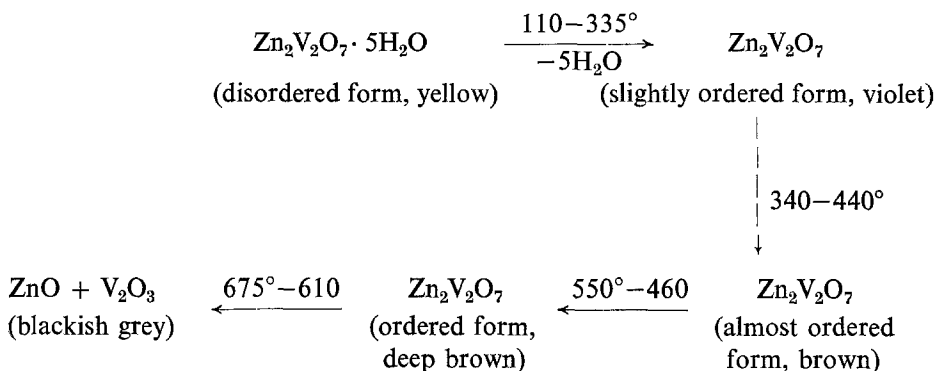 Zn₂V₂O₇· 5H₂O 110–335° Zn₂V₂O₇
–5H₂O
(disordered form, yellow) (slightly ordered form, violet)
340–440°
ZnO + V₂O₃ 675°–610 Zn₂V₂O₇ 550°–460 Zn₂V₂O₇
(blackish grey) (ordered form, (almost ordered
deep brown) form, brown)